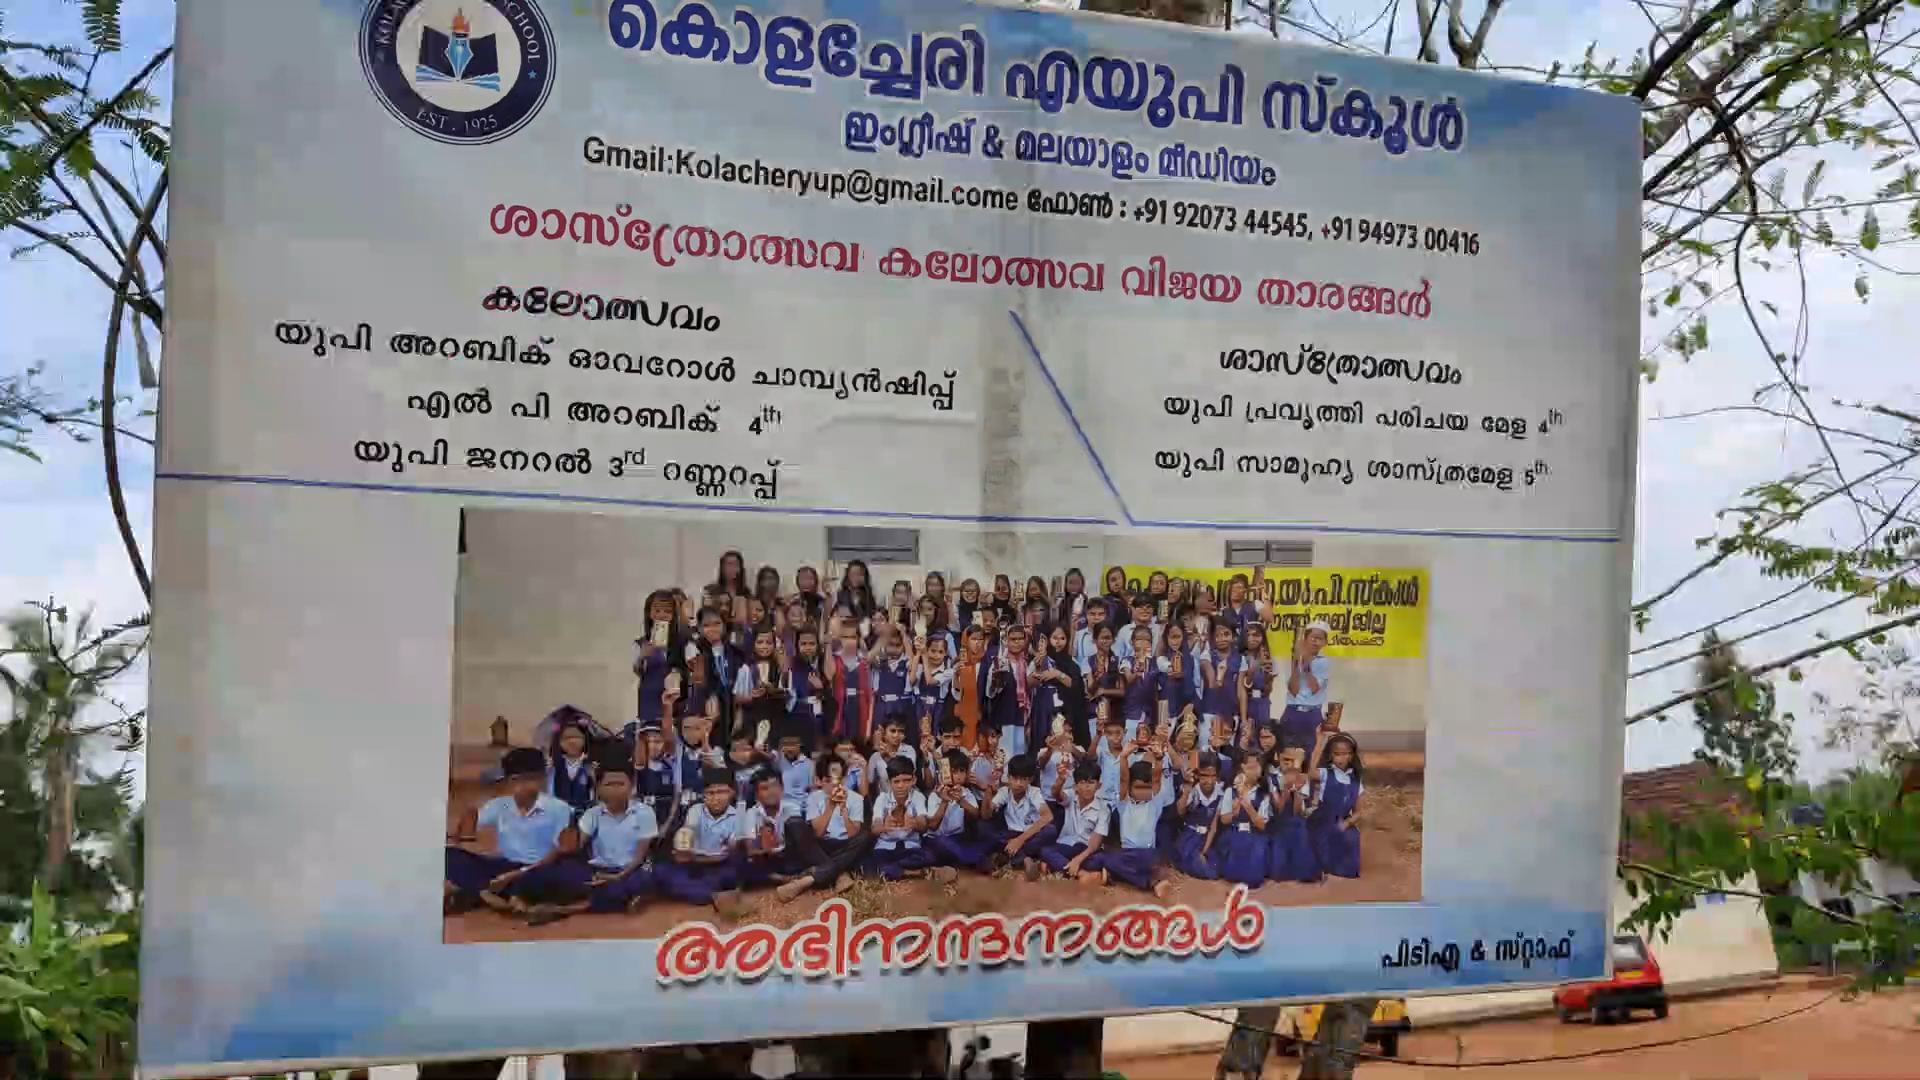 SCHOOL
EST. 1925
കൊളച്ചേരി എയുപി സ്കൂൾ
ഇംഗ്ലീഷ് & മലയാളം മീഡിയം
Gmail:Kolacheryup@gmail.come ഫോൺ : +91 92073 44545, +91 94973 00416
ശാസ്ത്രോത്സവ കലോത്സവ വിജയ താരങ്ങൾ
കലോത്സവം
യുപി അറബിക് ഓവറോൾ ചാമ്പ്യൻഷിപ്പ്
എൽ പി അറബിക് 4th
യുപി ജനറൽ 3rd റണ്ണറപ്പ്
ശാസ്ത്രോത്സവം
യുപി പ്രവൃത്തി പരിചയ മേള 4th
യുപി സാമൂഹ്യ ശാസ്ത്രമേള 5th
യു.പി.സ്കൂൾ
അഭിനന്ദനങ്ങൾ
പിടിഎ & സ്റ്റാഫ്